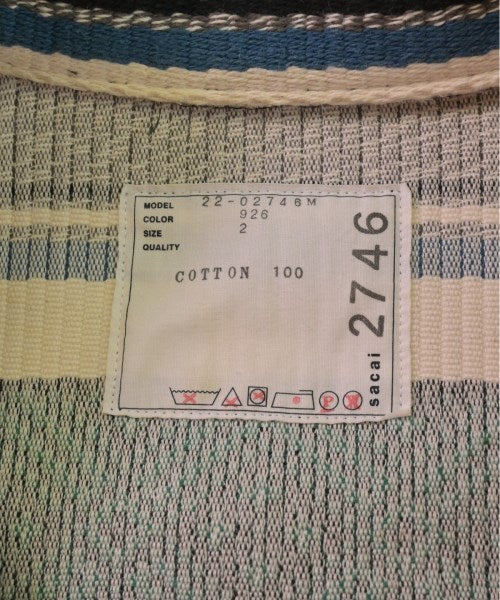 MODEL 22-02746M
COLOR 926
SIZE 2
QUALITY
COTTON 100
sacai 2746
P
W